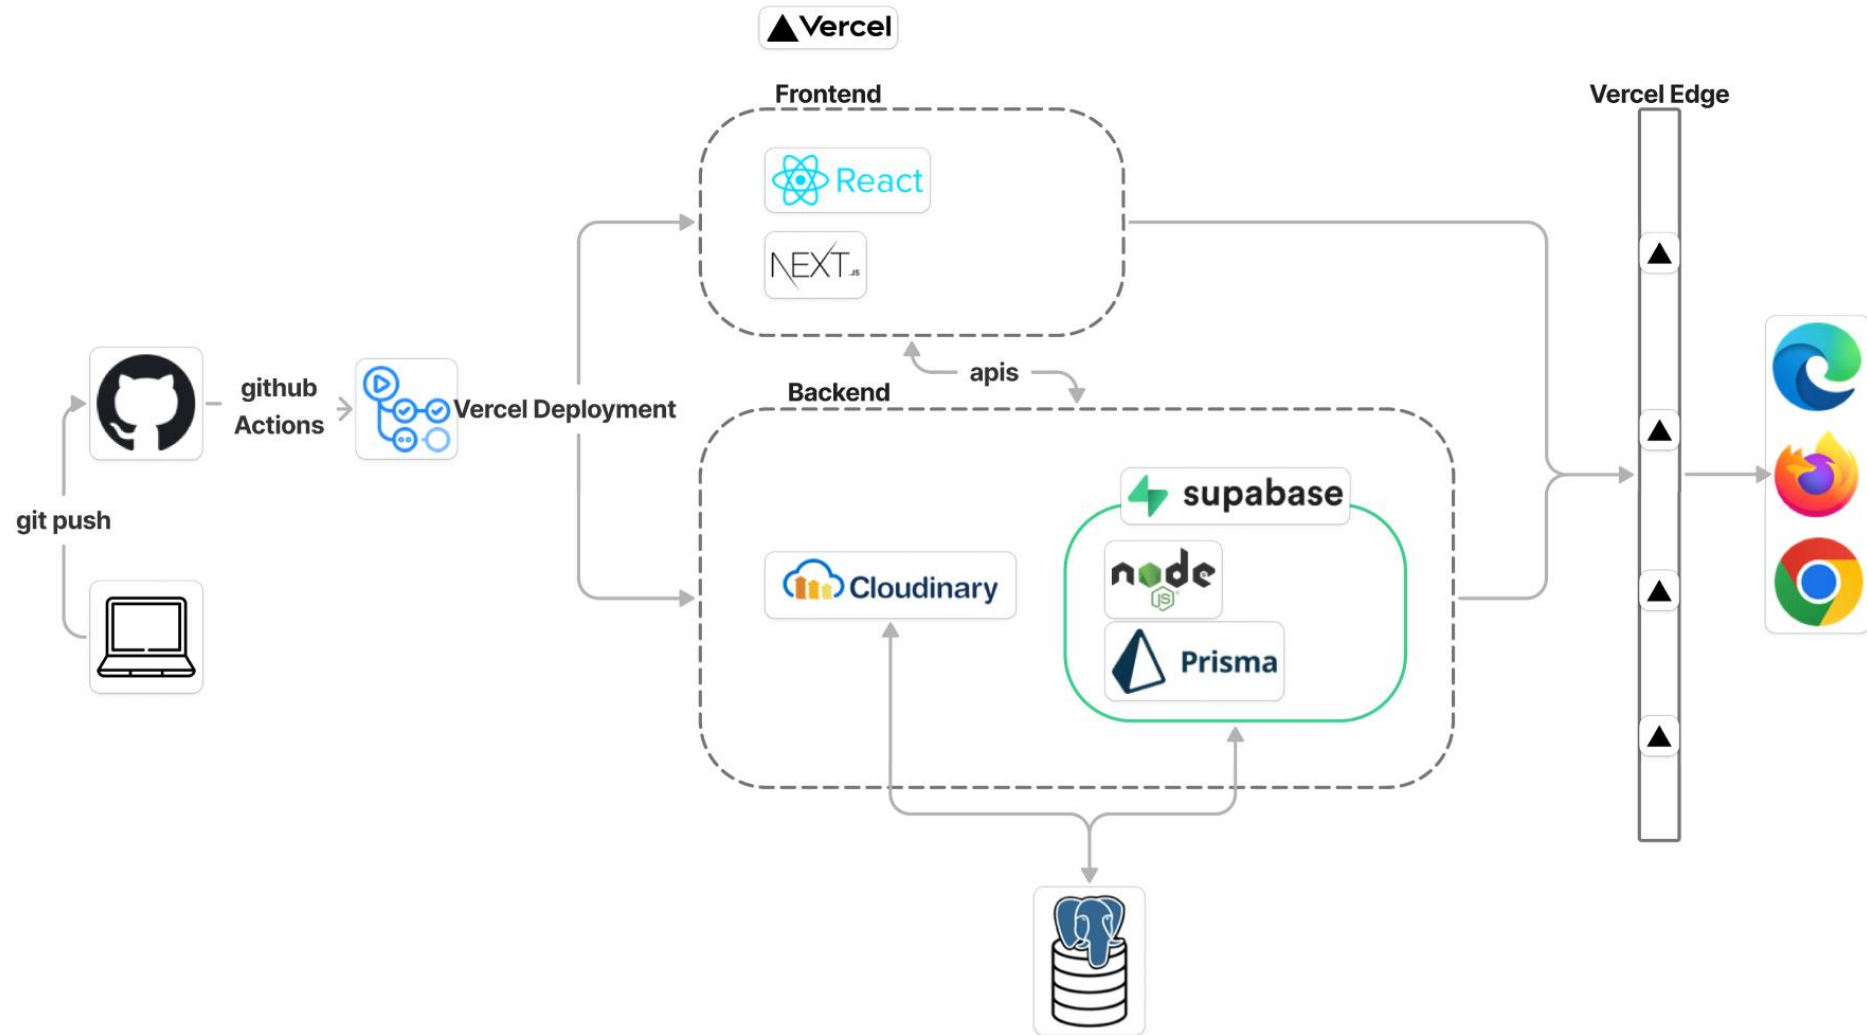 Vercel
Frontend
Vercel Edge
React
NEXT.JS
github
Actions
Vercel Deployment
apis
Backend
git push
supabase
node
JS
Cloudinary
Prisma